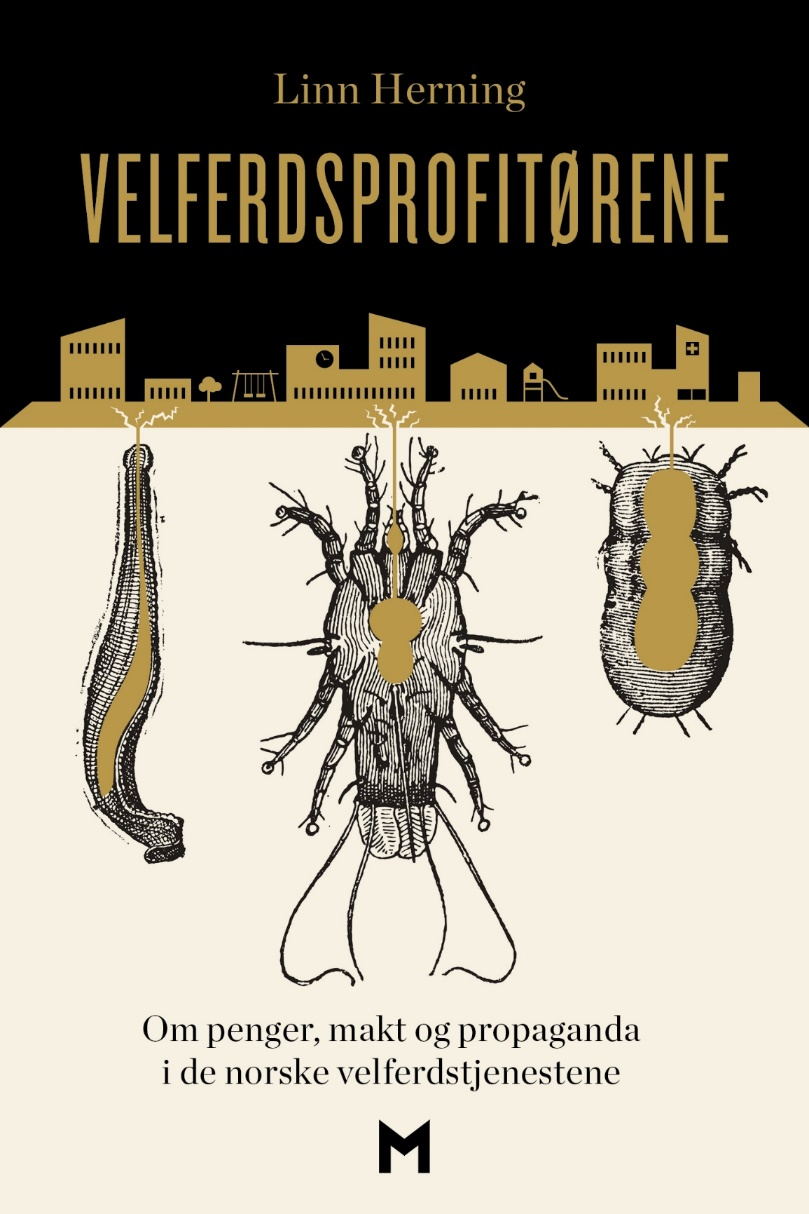 Linn Herning
VELFERDSPROFITØRENE
Om penger, makt og propaganda
i de norske velferdstjenestene
M